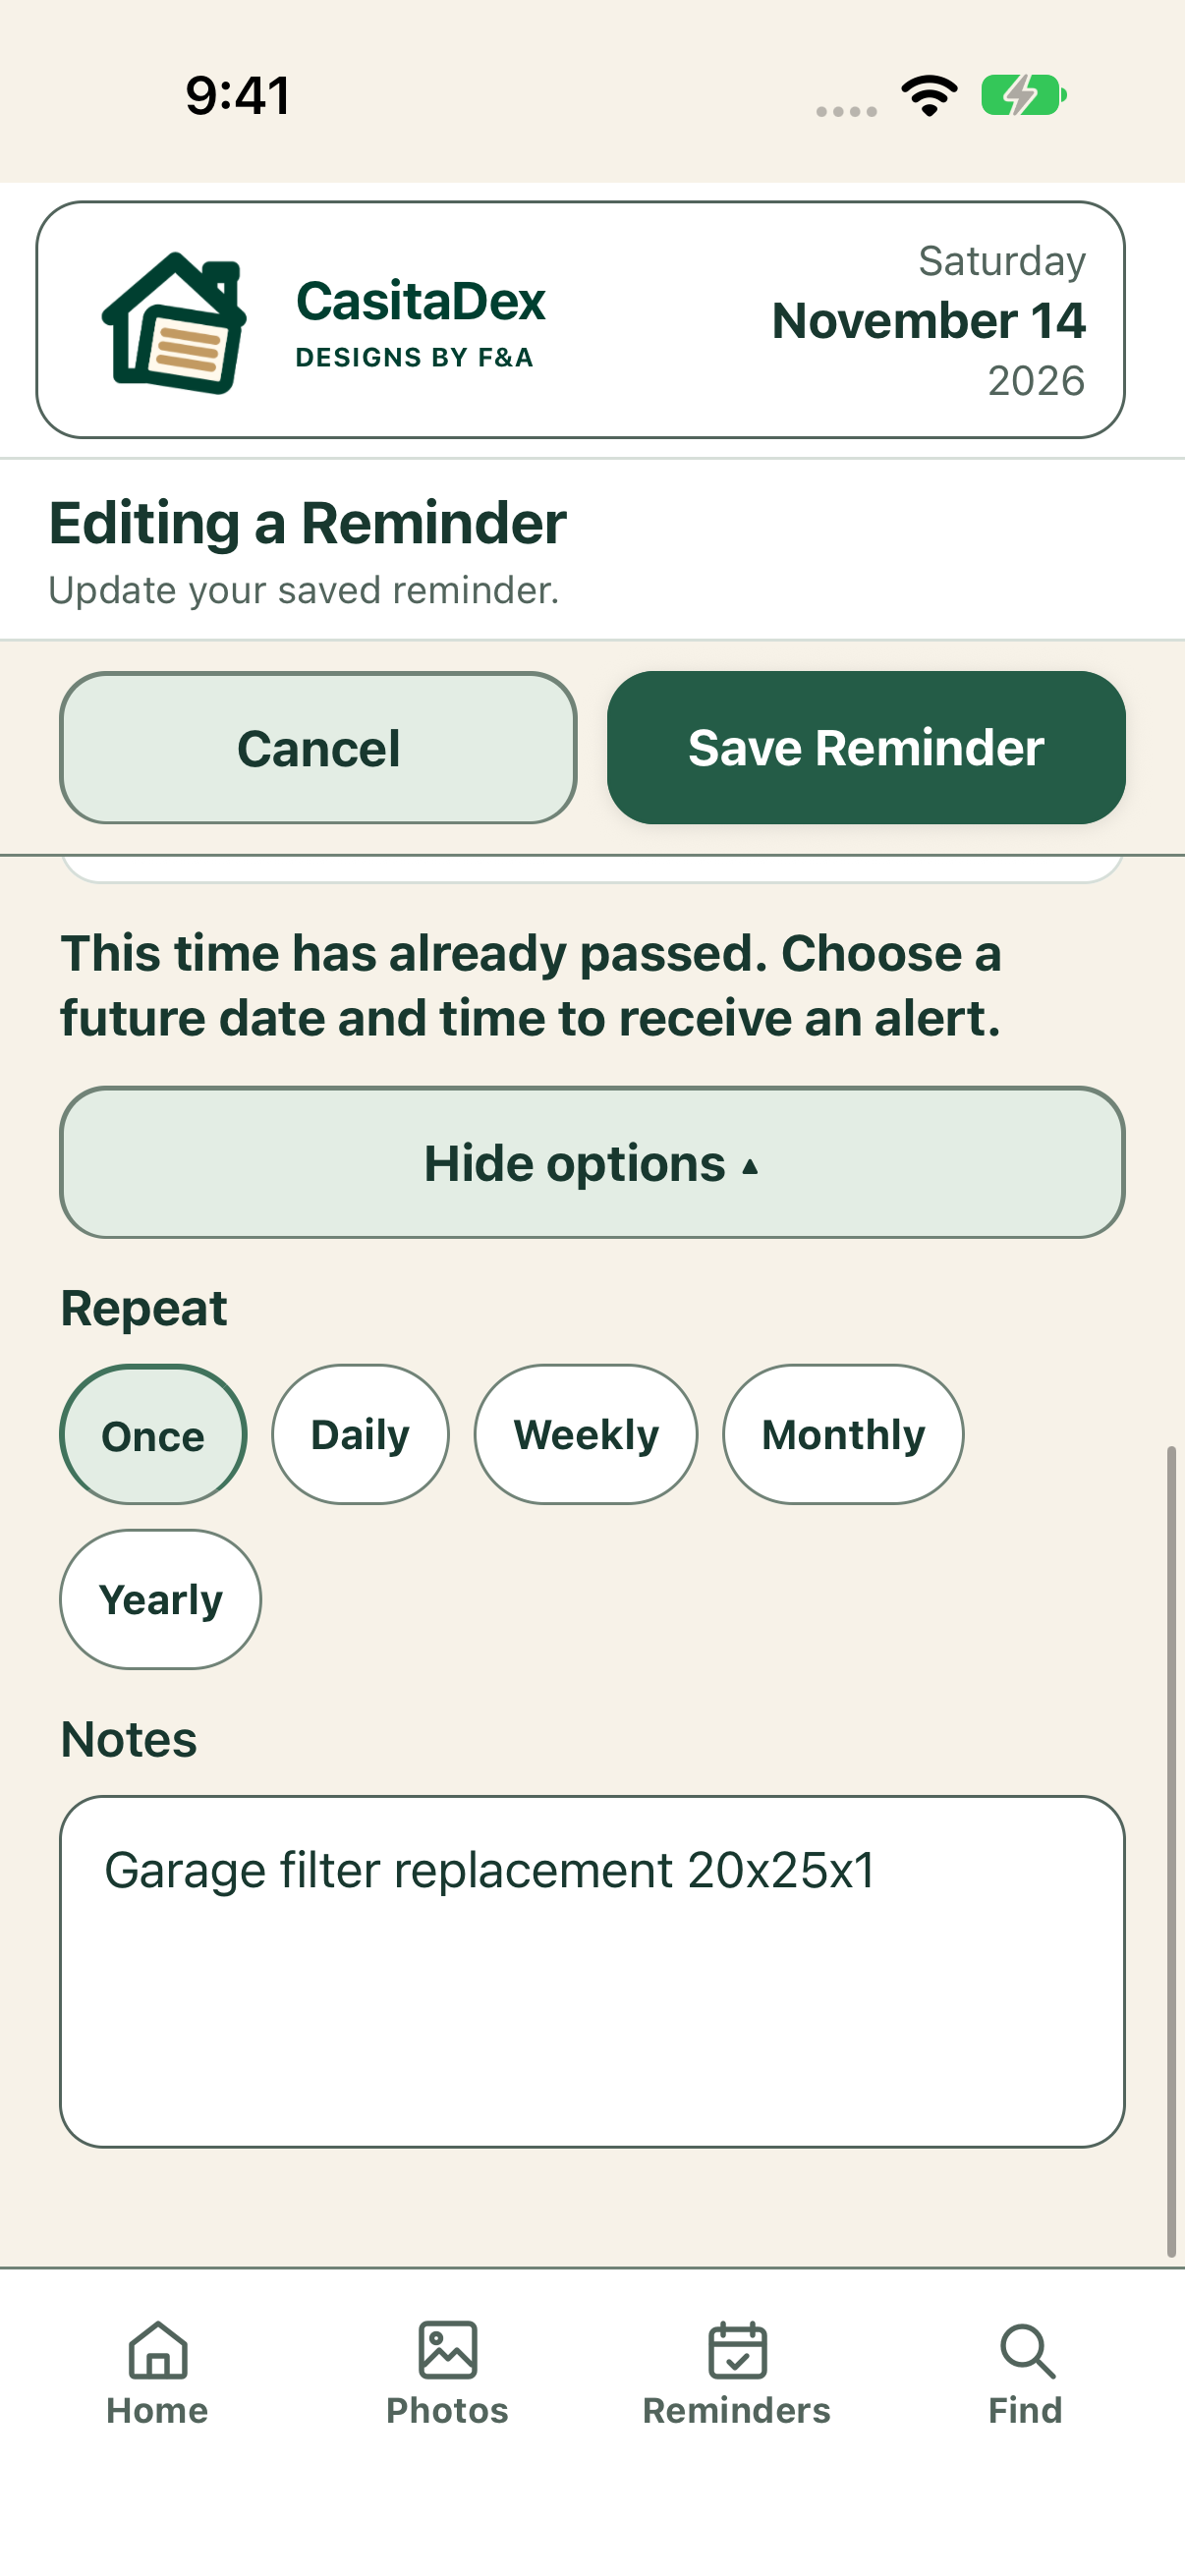 9:41
CasitaDex
DESIGNS BY F&A
Saturday
November 14
2026
Editing a Reminder
Update your saved reminder.
Cancel
Save Reminder
This time has already passed. Choose a
future date and time to receive an alert.
Hide options ▲
Repeat
Once
Daily
Weekly
Monthly
Yearly
Notes
Garage filter replacement 20x25x1
Home
Photos
Reminders
Find